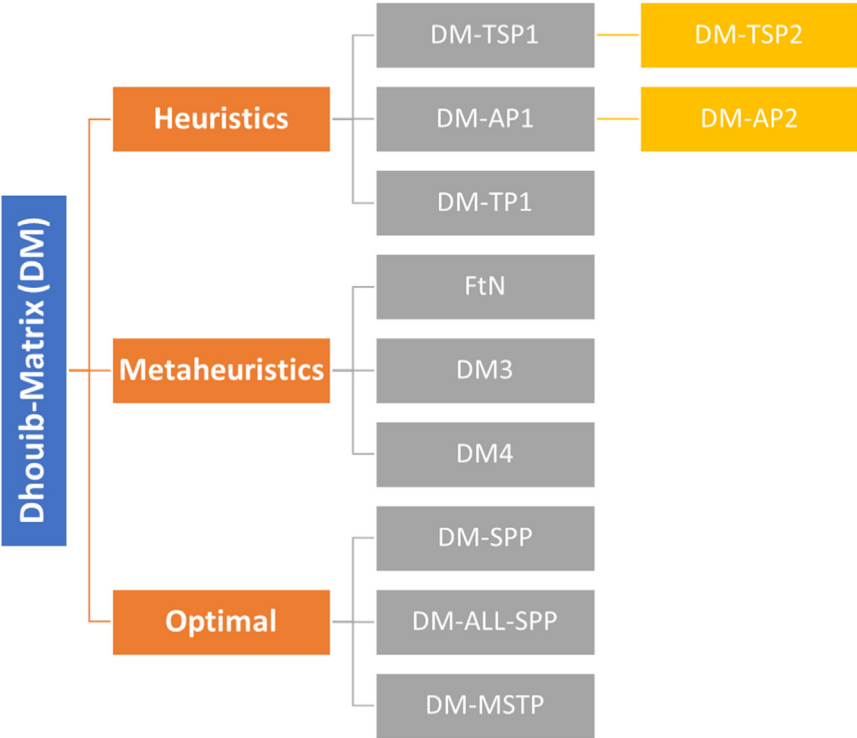 Dhouib-Matrix (DM)
Heuristics
DM-TSP1
DM-TSP2
DM-AP1
DM-AP2
DM-TP1
Metaheuristics
FtN
DM3
DM4
Optimal
DM-SPP
DM-ALL-SPP
DM-MSTP